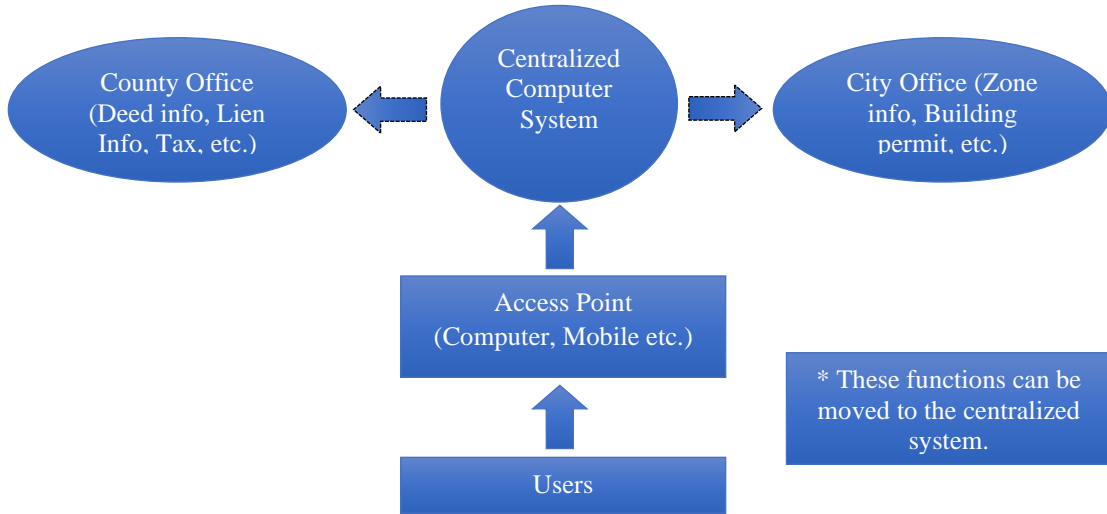 Centralized
Computer
System
County Office
(Deed info, Lien
Info, Tax, etc.)
City Office (Zone
info, Building
permit, etc.)
Access Point
(Computer, Mobile etc.)
* These functions can be
moved to the centralized
system.
Users